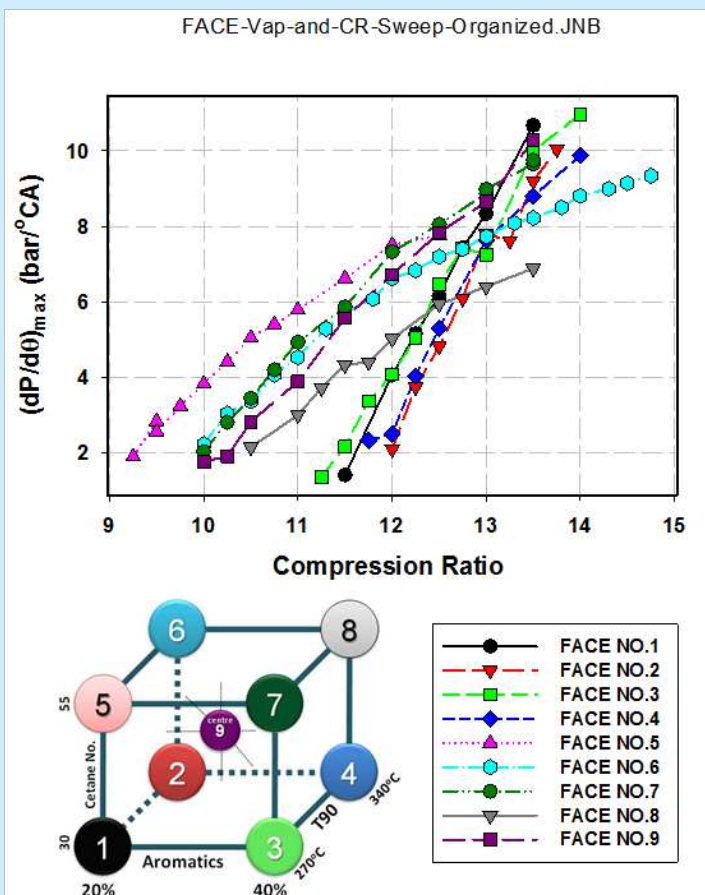 FACE-Vap-and-CR-Sweep-Organized.JNB
(dP/dθ)max (bar/°CA)
10
8
6
4
2
9 10 11 12 13 14 15
Compression Ratio
6
8
5
7
centre
9
2
4
1
3
55
Cetane No.
30
Aromatics
20%
40%
T90
270°C
340°C
FACE NO.1
FACE NO.2
FACE NO.3
FACE NO.4
FACE NO.5
FACE NO.6
FACE NO.7
FACE NO.8
FACE NO.9